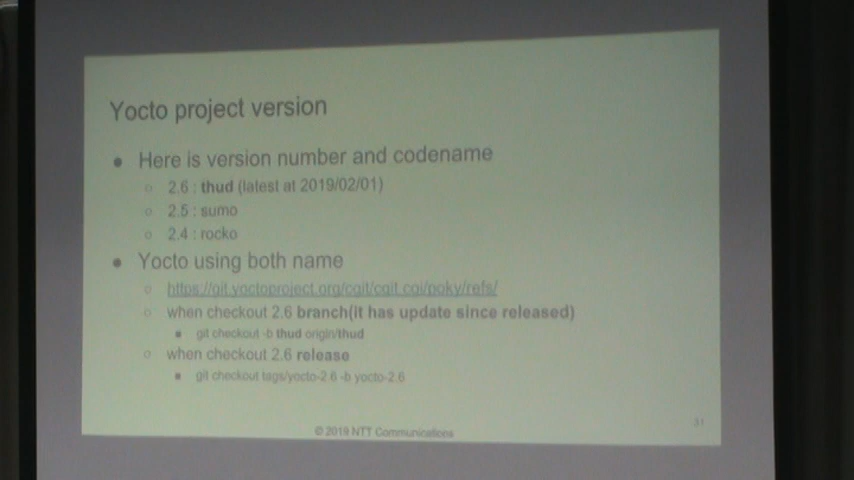 Yocto project version
● Here is version number and codename
○ 2.6 : thud (latest at 2019/02/01)
○ 2.5 : sumo
○ 2.4 : rocko
● Yocto using both name
○ https://git.yoctoproject.org/cgit/cgit.cgi/poky/refs/
○ when checkout 2.6 branch(it has update since released)
■ git checkout -b thud origin/thud
○ when checkout 2.6 release
■ git checkout tags/yocto-2.6 -b yocto-2.6
© 2019 NTT Communications
31